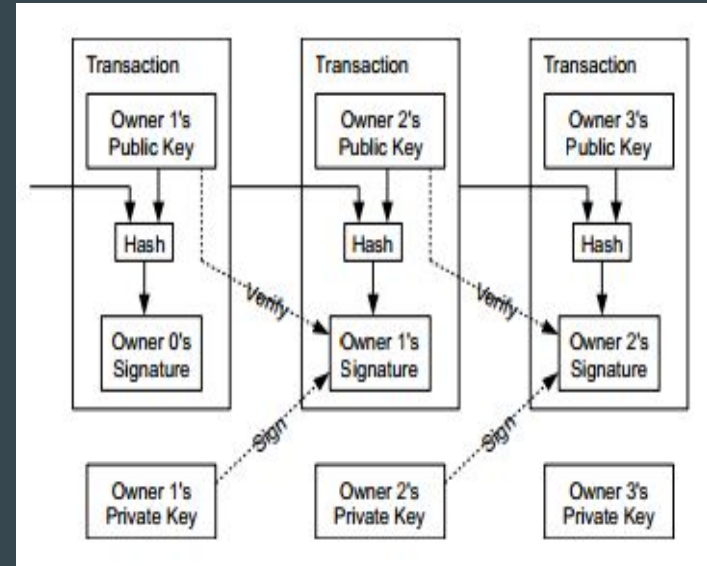 Transaction
Owner 1's
Public Key
Hash
Owner 0's
Signature
Transaction
Owner 2's
Public Key
Hash
Verify
Owner 1's
Signature
Transaction
Owner 3's
Public Key
Hash
Verify
Owner 2's
Signature
Sign
Sign
Owner 1's
Private Key
Owner 2's
Private Key
Owner 3's
Private Key